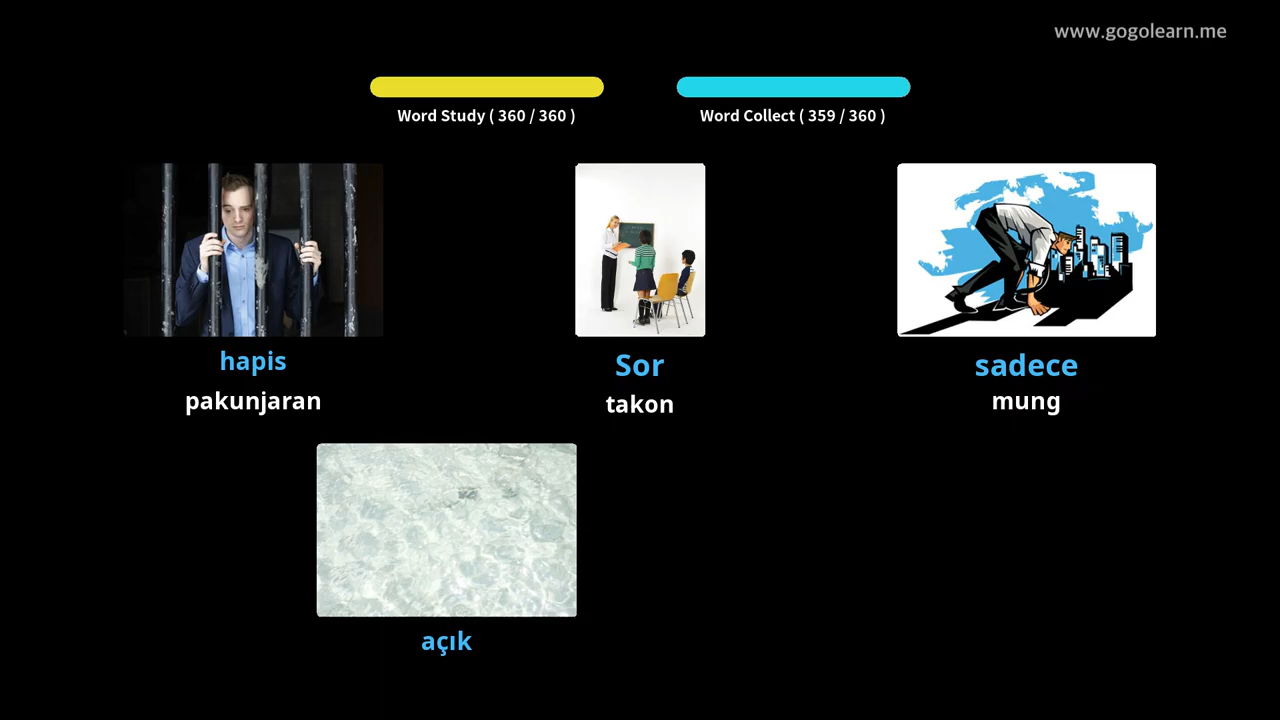 www.gogolearn.me
Word Study ( 360 / 360 )
Word Collect ( 359 / 360 )
hapis
pakunjaran
Sor
takon
sadece
mung
açık